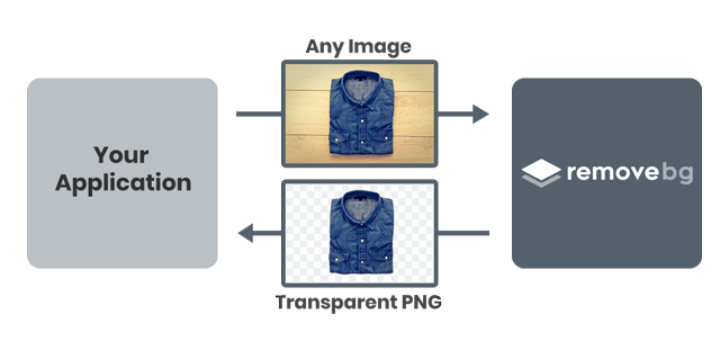 Any Image
Your
Application
removebg
Transparent PNG